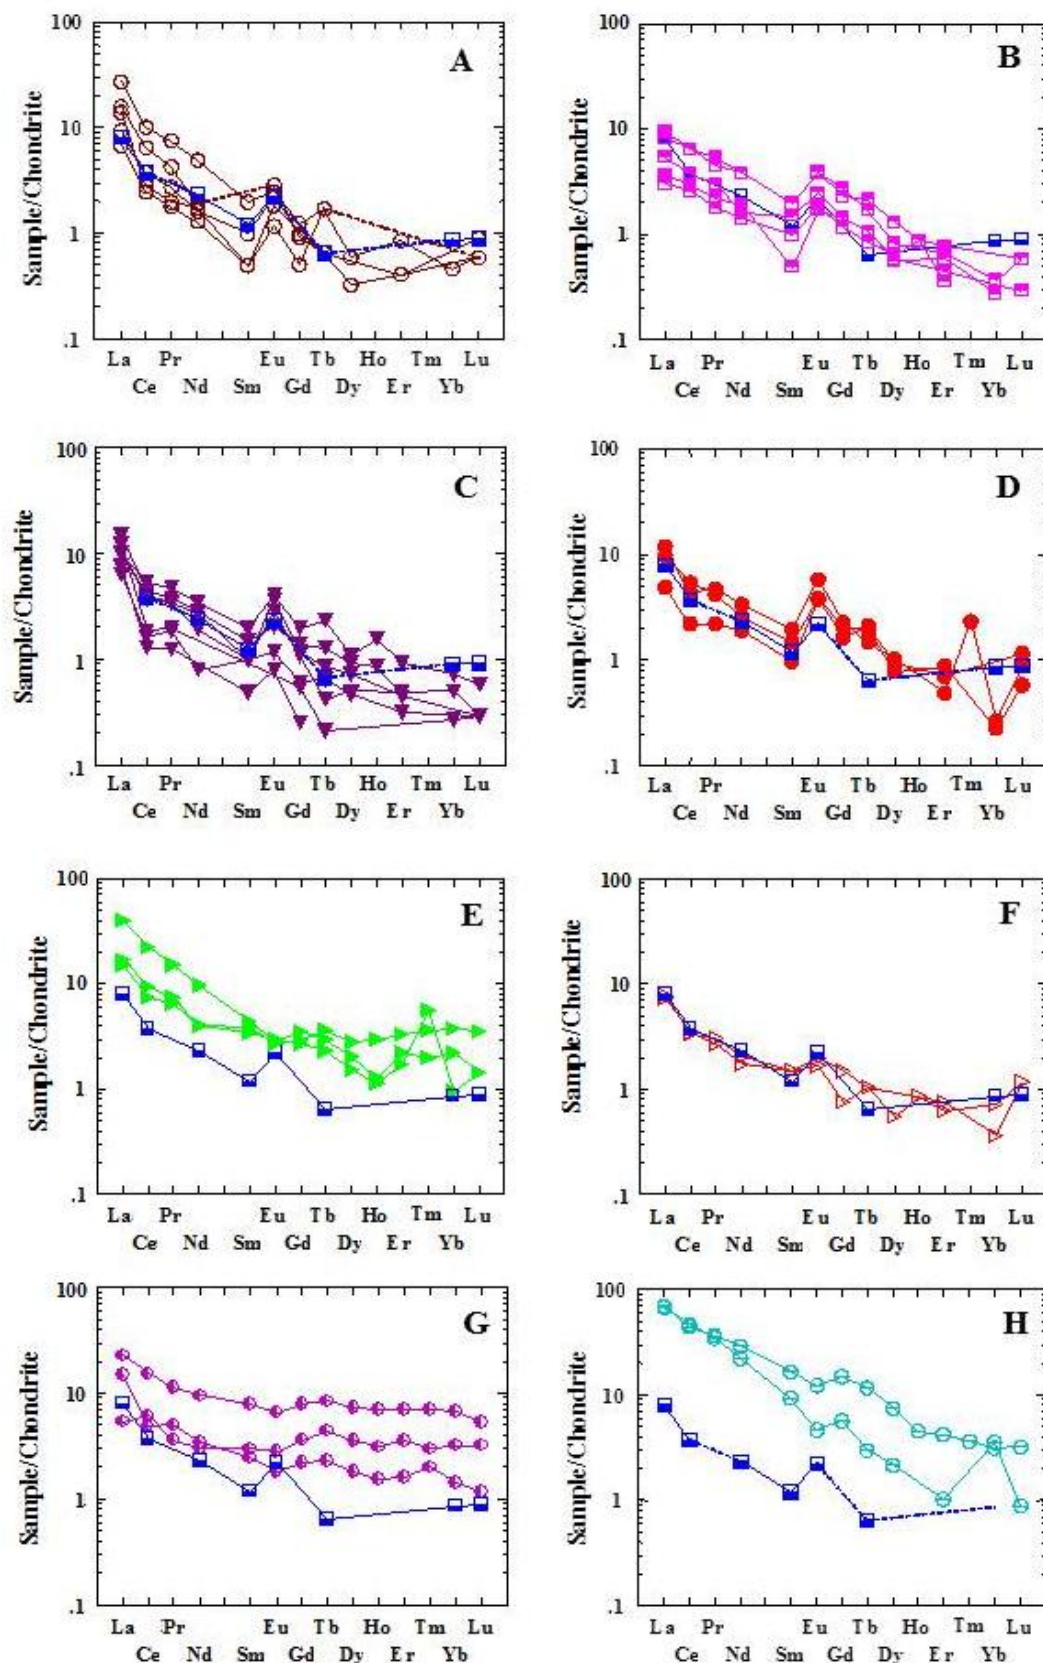 100
A
10
1
.1
Sample/Chondrite
La Pr Eu Tb Ho Tm Lu
Ce Nd Sm Gd Dy Er Yb
100
B
10
1
.1
Sample/Chondrite
La Pr Eu Tb Ho Tm Lu
Ce Nd Sm Gd Dy Er Yb
100
C
10
1
.1
Sample/Chondrite
La Pr Eu Tb Ho Tm Lu
Ce Nd Sm Gd Dy Er Yb
100
D
10
1
.1
Sample/Chondrite
La Pr Eu Tb Ho Tm Lu
Ce Nd Sm Gd Dy Er Yb
100
E
10
1
.1
Sample/Chondrite
La Pr Eu Tb Ho Tm Lu
Ce Nd Sm Gd Dy Er Yb
100
F
10
1
.1
Sample/Chondrite
La Pr Eu Tb Ho Tm Lu
Ce Nd Sm Gd Dy Er Yb
100
G
10
1
.1
Sample/Chondrite
La Pr Eu Tb Ho Tm Lu
Ce Nd Sm Gd Dy Er Yb
100
H
10
1
.1
Sample/Chondrite
La Pr Eu Tb Ho Tm Lu
Ce Nd Sm Gd Dy Er Yb